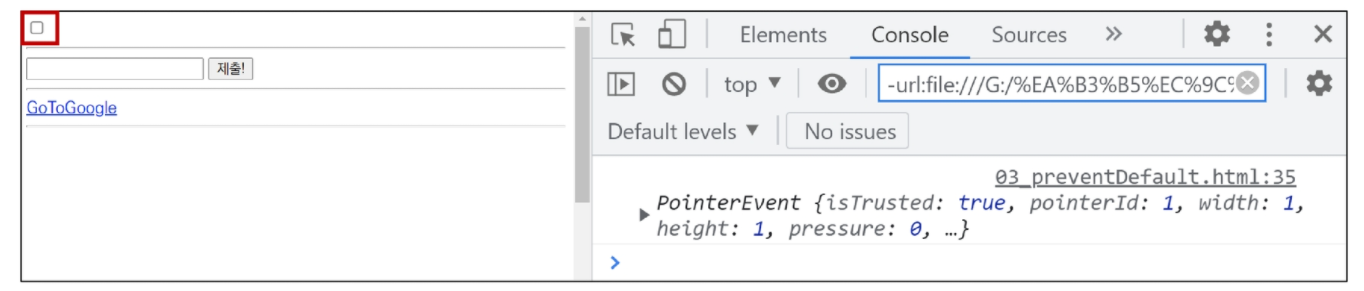 제출!
GoToGoogle
Elements Console Sources
top ▼ -url:file:///G:/%EA%B3%B5%EC%9C%
Default levels ▼ No issues
03_preventDefault.html:35
▶ PointerEvent {isTrusted: true, pointerId: 1, width: 1,
height: 1, pressure: 0, …}